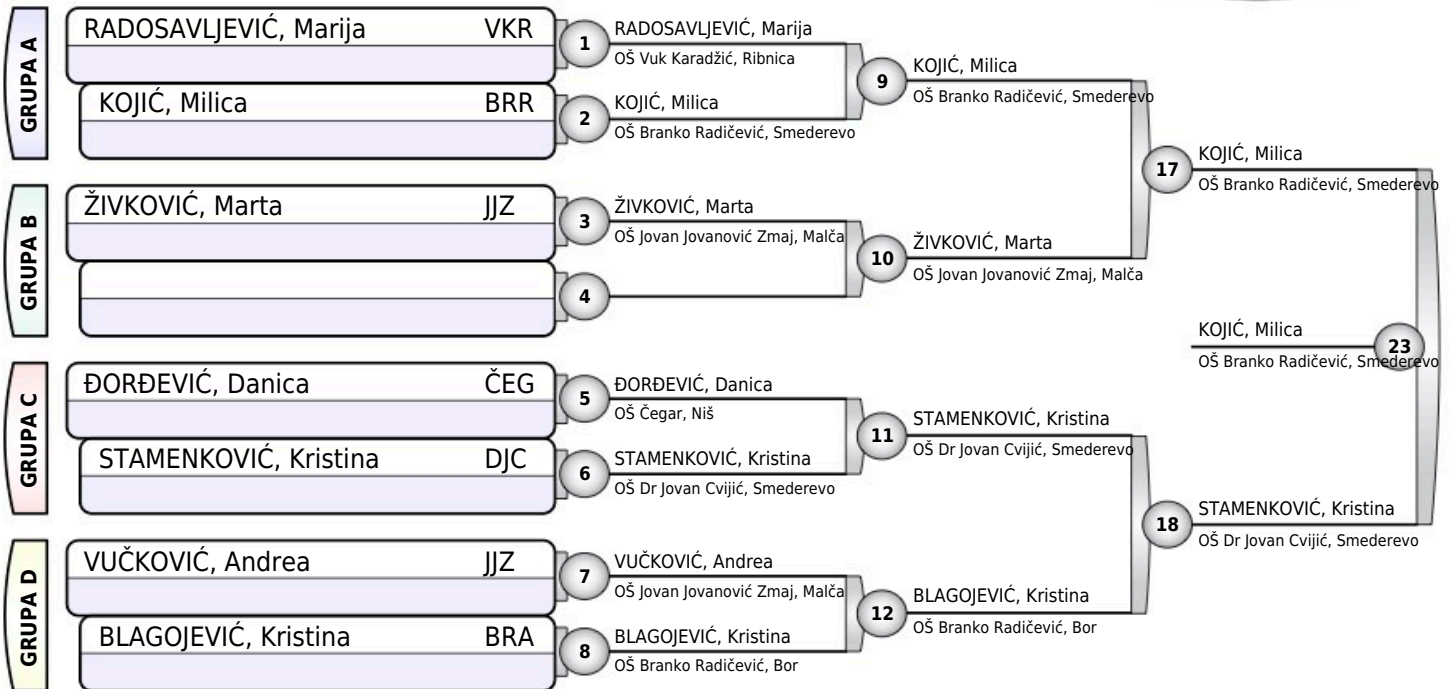 GRUPA A
RADOSAVLJEVIĆ, Marija VKR
KOJIĆ, Milica BRR
1
RADOSAVLJEVIĆ, Marija
OŠ Vuk Karadžić, Ribnica
2
KOJIĆ, Milica
OŠ Branko Radičević, Smederevo
9
KOJIĆ, Milica
OŠ Branko Radičević, Smederevo
GRUPA B
ŽIVKOVIĆ, Marta JJZ
3
ŽIVKOVIĆ, Marta
OŠ Jovan Jovanović Zmaj, Malča
4
10
ŽIVKOVIĆ, Marta
OŠ Jovan Jovanović Zmaj, Malča
17
KOJIĆ, Milica
OŠ Branko Radičević, Smederevo
GRUPA C
ĐORĐEVIĆ, Danica ČEG
STAMENKOVIĆ, Kristina DJC
5
ĐORĐEVIĆ, Danica
OŠ Čegar, Niš
6
STAMENKOVIĆ, Kristina
OŠ Dr Jovan Cvijić, Smederevo
11
STAMENKOVIĆ, Kristina
OŠ Dr Jovan Cvijić, Smederevo
GRUPA D
VUČKOVIĆ, Andrea JJZ
BLAGOJEVIĆ, Kristina BRA
7
VUČKOVIĆ, Andrea
OŠ Jovan Jovanović Zmaj, Malča
8
BLAGOJEVIĆ, Kristina
OŠ Branko Radičević, Bor
12
BLAGOJEVIĆ, Kristina
OŠ Branko Radičević, Bor
18
STAMENKOVIĆ, Kristina
OŠ Dr Jovan Cvijić, Smederevo
KOJIĆ, Milica
OŠ Branko Radičević, Smederevo
23